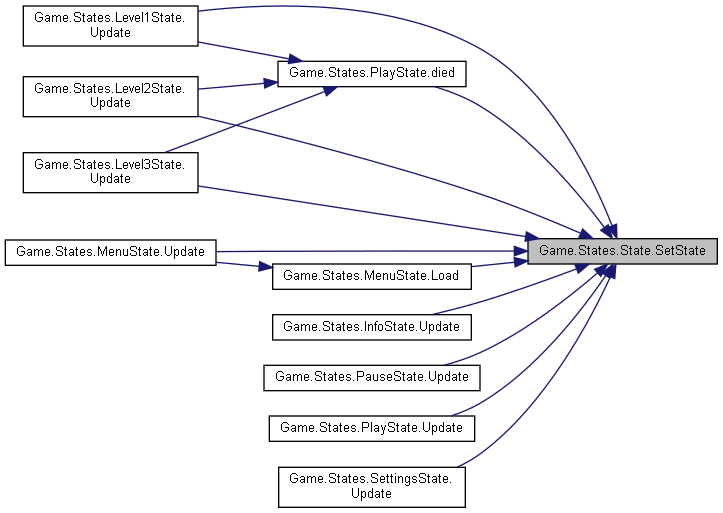 Game.States.Level1State.
Update
Game.States.PlayState.died
Game.States.Level2State.
Update
Game.States.Level3State.
Update
Game.States.MenuState.Update
Game.States.State.SetState
Game.States.MenuState.Load
Game.States.InfoState.Update
Game.States.PauseState.Update
Game.States.PlayState.Update
Game.States.SettingsState.
Update